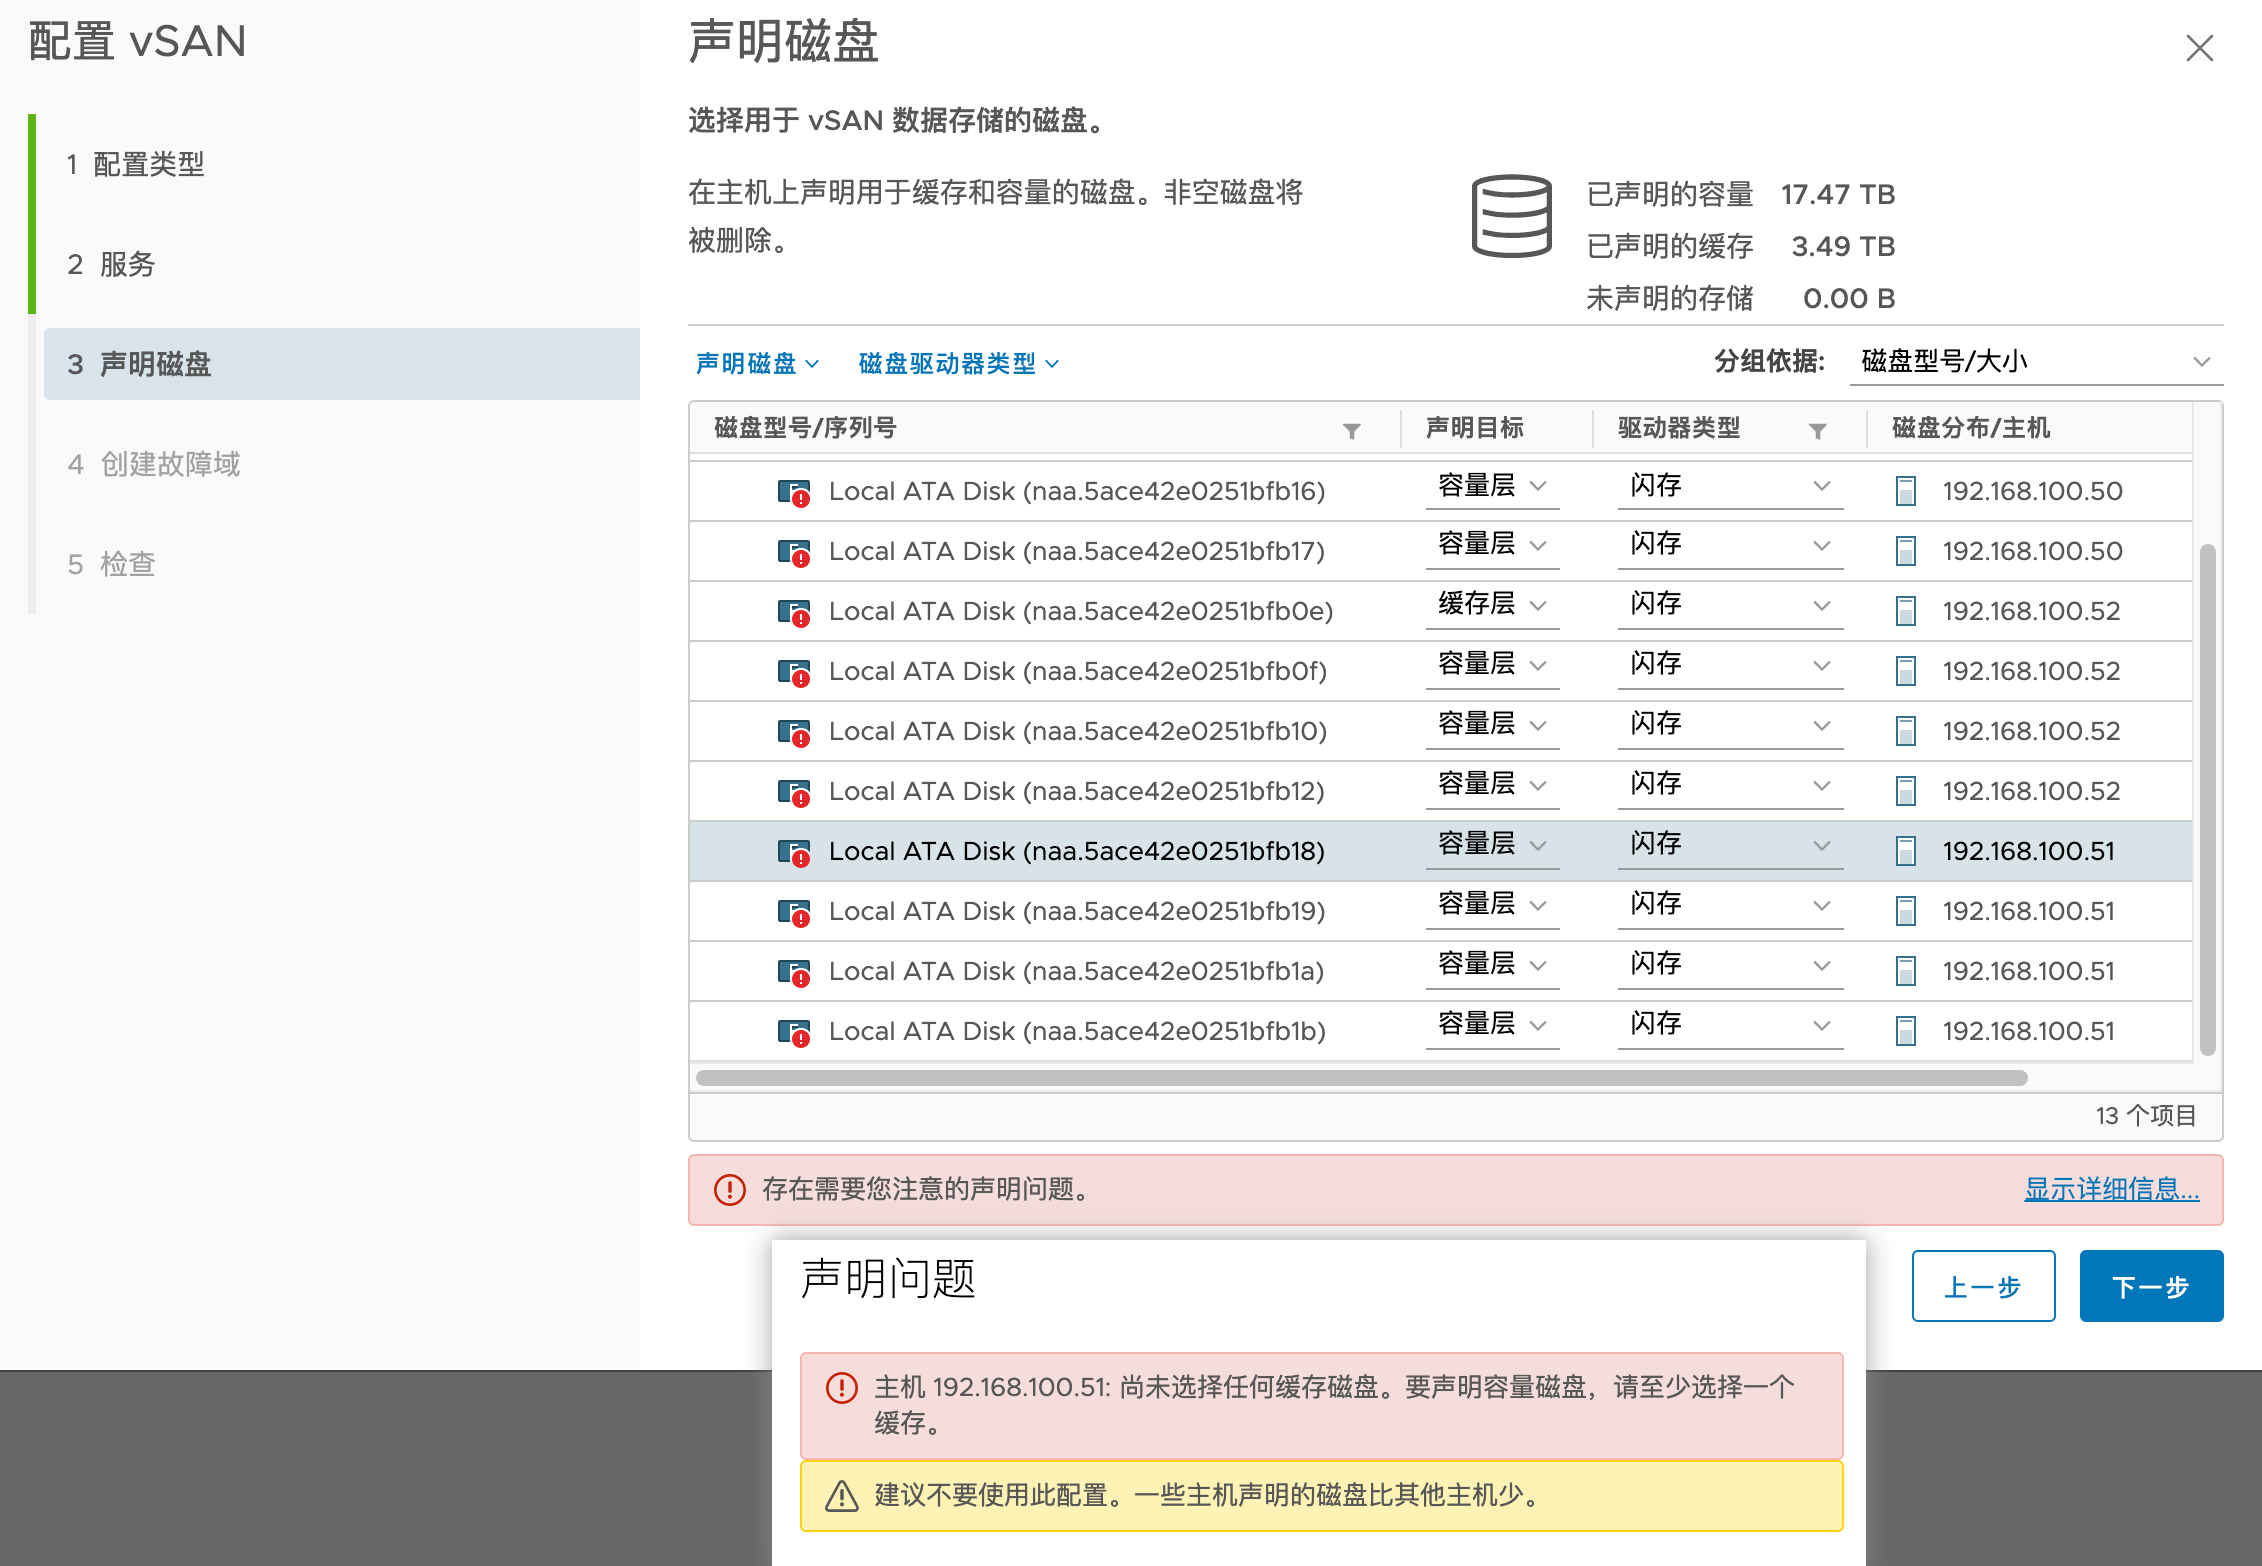 配置 vSAN
1 配置类型
2 服务
3 声明磁盘
4 创建故障域
5 检查
声明磁盘
选择用于 vSAN 数据存储的磁盘。
在主机上声明用于缓存和容量的磁盘。非空磁盘将
被删除。
已声明的容量 17.47 TB
已声明的缓存 3.49 TB
未声明的存储 0.00 B
声明磁盘 磁盘驱动器类型 分组依据: 磁盘型号/大小
磁盘型号/序列号 声明目标 驱动器类型 磁盘分布/主机
Local ATA Disk (naa.5ace42e0251bfb16) 容量层 闪存 192.168.100.50
Local ATA Disk (naa.5ace42e0251bfb17) 容量层 闪存 192.168.100.50
Local ATA Disk (naa.5ace42e0251bfb0e) 缓存层 闪存 192.168.100.52
Local ATA Disk (naa.5ace42e0251bfb0f) 容量层 闪存 192.168.100.52
Local ATA Disk (naa.5ace42e0251bfb10) 容量层 闪存 192.168.100.52
Local ATA Disk (naa.5ace42e0251bfb12) 容量层 闪存 192.168.100.52
Local ATA Disk (naa.5ace42e0251bfb18) 容量层 闪存 192.168.100.51
Local ATA Disk (naa.5ace42e0251bfb19) 容量层 闪存 192.168.100.51
Local ATA Disk (naa.5ace42e0251bfb1a) 容量层 闪存 192.168.100.51
Local ATA Disk (naa.5ace42e0251bfb1b) 容量层 闪存 192.168.100.51
13 个项目
存在需要您注意的声明问题。 显示详细信息...
上一步 下一步
声明问题
主机 192.168.100.51: 尚未选择任何缓存磁盘。要声明容量磁盘，请至少选择一个
缓存。
建议不要使用此配置。一些主机声明的磁盘比其他主机少。